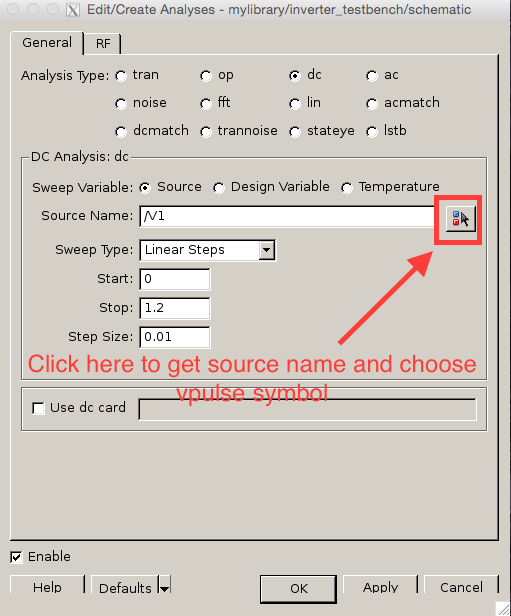 Edit/Create Analyses - mylibrary/inverter_testbench/schematic
General RF
Analysis Type: tran op dc ac
noise fft lin acmatch
dcmatch trannoise stateye lstb
DC Analysis: dc
Sweep Variable: Source Design Variable Temperature
Source Name: /V1
Sweep Type: Linear Steps
Start: 0
Stop: 1.2
Step Size: 0.01
Click here to get source name and choose
vpulse symbol
Use dc card
Enable
Help Defaults OK Apply Cancel